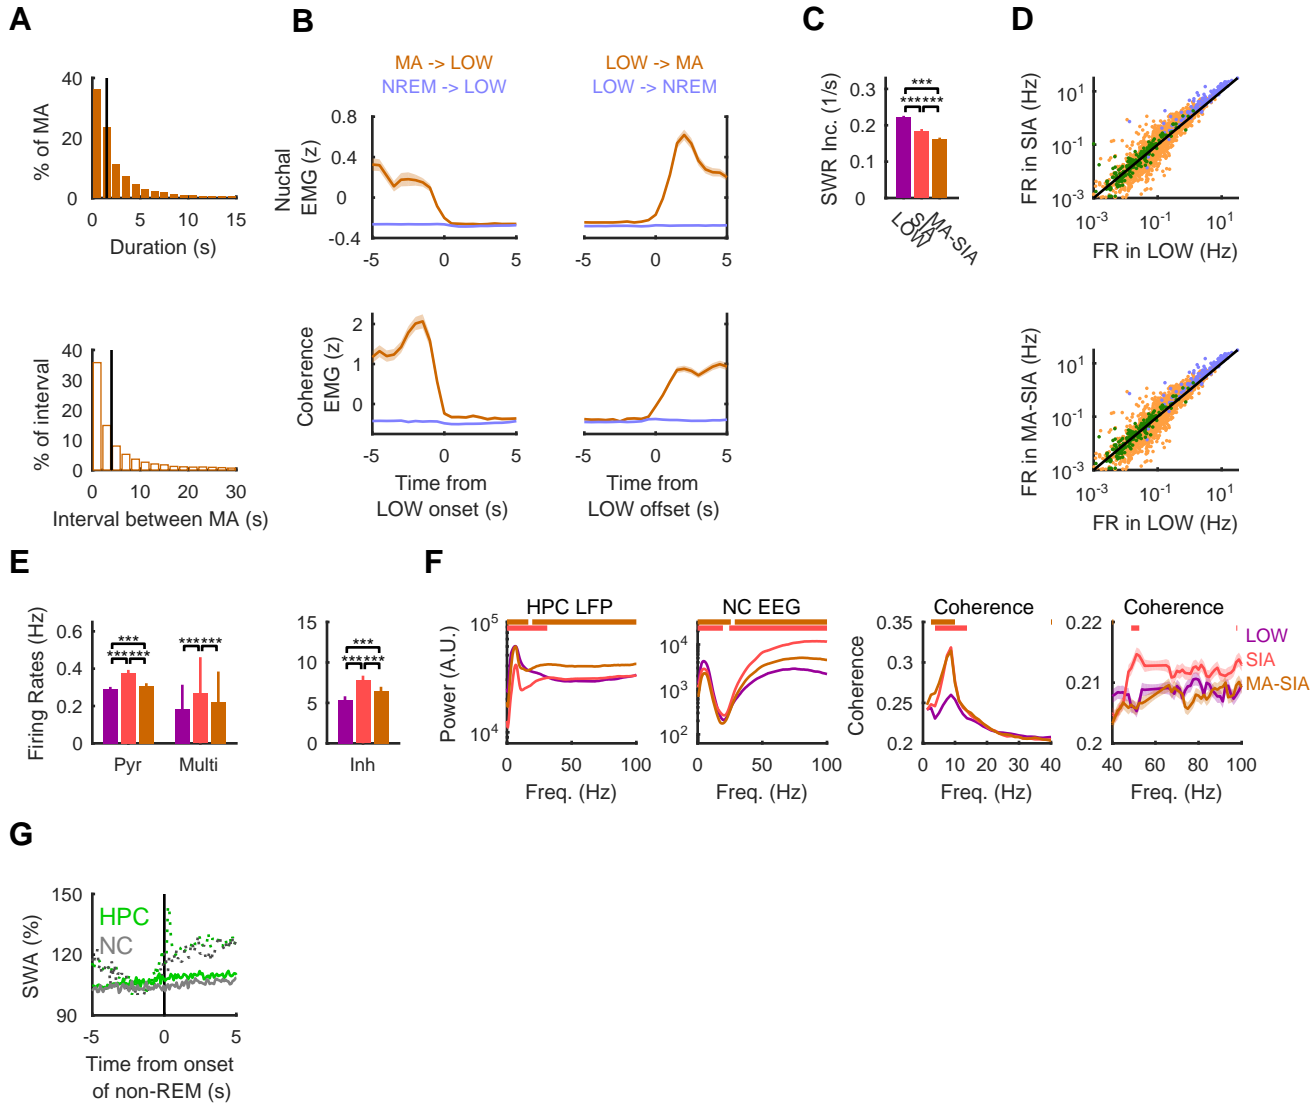 A
% of MA
40
20
0
0
5
10
15
Duration (s)
% of interval
40
30
20
10
0
0
10
20
30
Interval between MA (s)
B
MA -> LOW
NREM -> LOW
LOW -> MA
LOW -> NREM
Nuchal
EMG (z)
0.8
0.4
0
-0.4
-5
0
5
-5
0
5
Coherence
EMG (z)
2
1
0
-5
0
5
-5
0
5
Time from
LOW onset (s)
Time from
LOW offset (s)
C
SWR Inc. (1/s)
0.3
0.2
0.1
0
***
******
LOW
SIA
MA-SIA
D
FR in SIA (Hz)
10^1
10^-1
10^-3
10^-3
10^-1
10^1
FR in LOW (Hz)
FR in MA-SIA (Hz)
10^1
10^-1
10^-3
10^-3
10^-1
10^1
FR in LOW (Hz)
E
Firing Rates (Hz)
0.6
0.4
0.2
0
***
******
******
Pyr
Multi
15
10
5
0
***
******
Inh
F
HPC LFP
Power (A.U.)
10^5
10^4
0
50
100
Freq. (Hz)
NC EEG
10^4
10^3
10^2
0
50
100
Freq. (Hz)
Coherence
Coherence
0.35
0.3
0.25
0.2
0
10
20
30
40
Freq. (Hz)
Coherence
0.22
0.21
0.2
40
60
80
100
Freq. (Hz)
LOW
SIA
MA-SIA
G
SWA (%)
150
120
90
HPC
NC
-5
0
5
Time from onset
of non-REM (s)